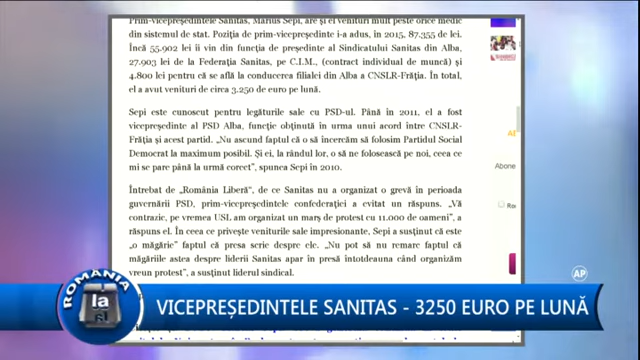 Prim-vicepreședintele Sanitas, Marius Sepi, are și el venituri mult peste orice medic
din sistemul de stat. Poziția de prim-vicepreședinte i-a adus, în 2015, 87.355 de lei.
Încă 55.902 lei îi vin din funcția de președinte al Sindicatului Sanitas din Alba,
27.903 lei de la Federația Sanitas, pe C.I.M., (contract individual de muncă) și
4.800 lei pentru că se află la conducerea filialei din Alba a CNSLR-Frăția. În total,
el a avut venituri de circa 3.250 de euro pe lună.
Sepi este cunoscut pentru legăturile sale cu PSD-ul. Până în 2011, el a fost
vicepreședinte al PSD Alba, funcție obținută în urma unui acord între CNSLR-
Frăția și acest partid. „Nu ascund faptul că o să încercăm să folosim Partidul Social
Democrat la maximum posibil. Și ei, la rândul lor, o să ne folosească pe noi, ceea ce
mi se pare până la urmă corect", spunea Sepi în 2010.
Abone
Întrebat de „România Liberă", de ce Sanitas nu a organizat o grevă în perioada
guvernării PSD, prim-vicepreședintele confederației a evitat un răspuns. „Vă
contrazic, pe vremea USL am organizat un marș de protest cu 11.000 de oameni", a
răspuns el. În ceea ce privește veniturile sale impresionante, Sepi a susținut că este
„o măgărie" faptul că presa scrie despre ele. „Nu pot să nu remarc faptul că
măgăriile astea despre liderii Sanitas apar în presă întotdeauna când organizăm
vreun protest", a susținut liderul sindical.
AP
ROMÂNIA
la
VICEPREȘEDINTELE SANITAS - 3250 EURO PE LUNĂ